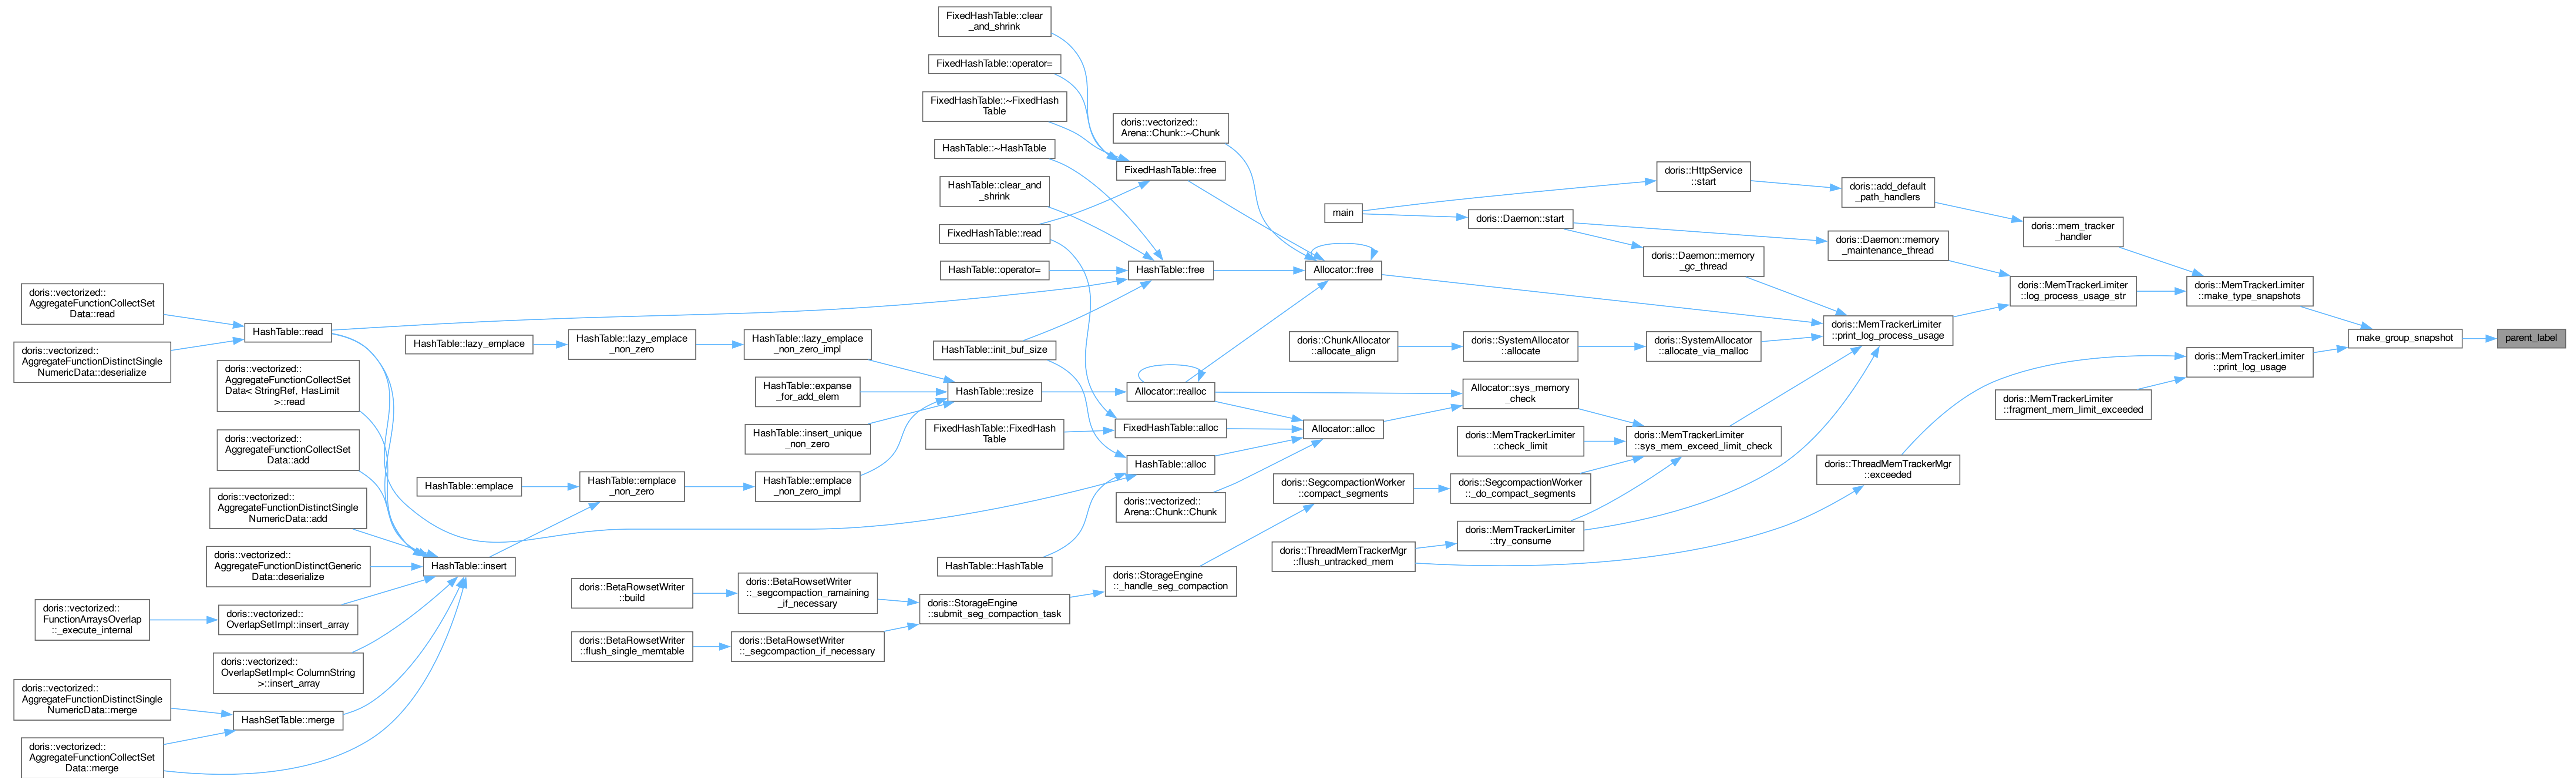 FixedHashTable::clear
_and_shrink
FixedHashTable::operator=
FixedHashTable::~FixedHash
Table
HashTable::~HashTable
HashTable::clear_and
_shrink
FixedHashTable::read
HashTable::operator=
HashTable::init_buf_size
doris::vectorized::
Arena::Chunk::~Chunk
FixedHashTable::free
HashTable::free
Allocator::free
main
doris::HttpService
::start
doris::Daemon::start
doris::Daemon::memory
_gc_thread
doris::add_default
_path_handlers
doris::Daemon::memory
_maintenance_thread
doris::mem_tracker
_handler
doris::MemTrackerLimiter
::log_process_usage_str
doris::MemTrackerLimiter
::make_type_snapshots
doris::MemTrackerLimiter
::print_log_process_usage
make_group_snapshot
parent_label
doris::MemTrackerLimiter
::print_log_usage
doris::MemTrackerLimiter
::fragment_mem_limit_exceeded
doris::ThreadMemTrackerMgr
::exceeded
doris::ChunkAllocator
::allocate_align
doris::SystemAllocator
::allocate
doris::SystemAllocator
::allocate_via_malloc
Allocator::realloc
Allocator::sys_memory
_check
Allocator::alloc
doris::MemTrackerLimiter
::check_limit
doris::MemTrackerLimiter
::sys_mem_exceed_limit_check
doris::SegcompactionWorker
::compact_segments
doris::SegcompactionWorker
::_do_compact_segments
doris::MemTrackerLimiter
::try_consume
doris::ThreadMemTrackerMgr
::flush_untracked_mem
FixedHashTable::alloc
HashTable::alloc
doris::vectorized::
Arena::Chunk::Chunk
doris::StorageEngine
::_handle_seg_compaction
doris::StorageEngine
::submit_seg_compaction_task
HashTable::HashTable
HashTable::resize
FixedHashTable::FixedHash
Table
HashTable::lazy_emplace
HashTable::lazy_emplace
_non_zero
HashTable::lazy_emplace
_non_zero_impl
HashTable::expanse
_for_add_elem
HashTable::insert_unique
_non_zero
HashTable::emplace
_non_zero_impl
HashTable::emplace
_non_zero
HashTable::emplace
HashTable::insert
doris::BetaRowsetWriter
::build
doris::BetaRowsetWriter
::_segcompaction_ramaining
_if_necessary
doris::BetaRowsetWriter
::flush_single_memtable
doris::BetaRowsetWriter
::_segcompaction_if_necessary
doris::vectorized::
AggregateFunctionCollectSet
Data::read
doris::vectorized::
AggregateFunctionDistinctSingle
NumericData::deserialize
HashTable::read
doris::vectorized::
AggregateFunctionCollectSet
Data< StringRef, HasLimit
>::read
doris::vectorized::
AggregateFunctionCollectSet
Data::add
doris::vectorized::
AggregateFunctionDistinctSingle
NumericData::add
doris::vectorized::
AggregateFunctionDistinctGeneric
Data::deserialize
doris::vectorized::
FunctionArraysOverlap
::_execute_internal
doris::vectorized::
OverlapSetImpl::insert_array
doris::vectorized::
OverlapSetImpl< ColumnString
>::insert_array
doris::vectorized::
AggregateFunctionDistinctSingle
NumericData::merge
HashSetTable::merge
doris::vectorized::
AggregateFunctionCollectSet
Data::merge